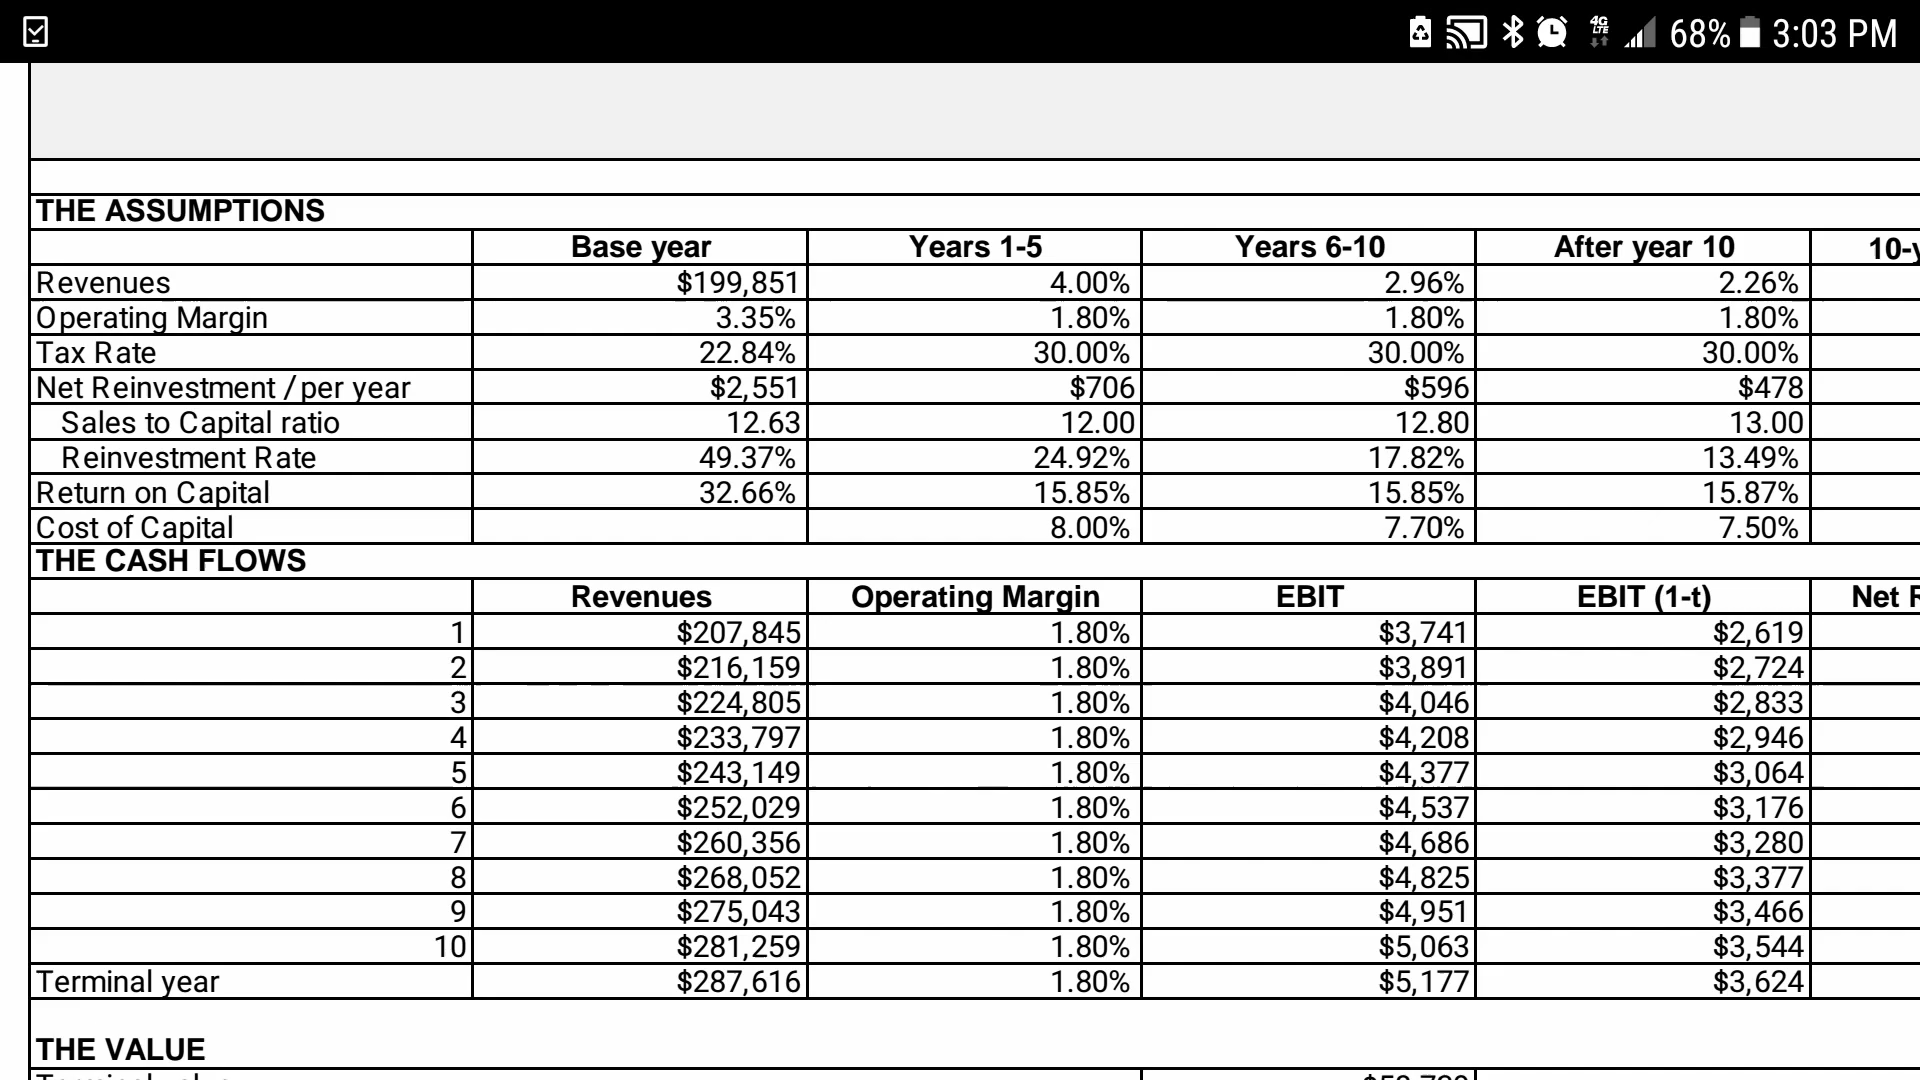 4G LTE 68% 3:03 PM
THE ASSUMPTIONS
Base year Years 1-5 Years 6-10 After year 10
Revenues $199,851 4.00% 2.96% 2.26%
Operating Margin 3.35% 1.80% 1.80% 1.80%
Tax Rate 22.84% 30.00% 30.00% 30.00%
Net Reinvestment /per year $2,551 $706 $596 $478
Sales to Capital ratio 12.63 12.00 12.80 13.00
Reinvestment Rate 49.37% 24.92% 17.82% 13.49%
Return on Capital 32.66% 15.85% 15.85% 15.87%
Cost of Capital 8.00% 7.70% 7.50%
THE CASH FLOWS
Revenues Operating Margin EBIT EBIT (1-t) Net
1 $207,845 1.80% $3,741 $2,619
2 $216,159 1.80% $3,891 $2,724
3 $224,805 1.80% $4,046 $2,833
4 $233,797 1.80% $4,208 $2,946
5 $243,149 1.80% $4,377 $3,064
6 $252,029 1.80% $4,537 $3,176
7 $260,356 1.80% $4,686 $3,280
8 $268,052 1.80% $4,825 $3,377
9 $275,043 1.80% $4,951 $3,466
10 $281,259 1.80% $5,063 $3,544
Terminal year $287,616 1.80% $5,177 $3,624
THE VALUE